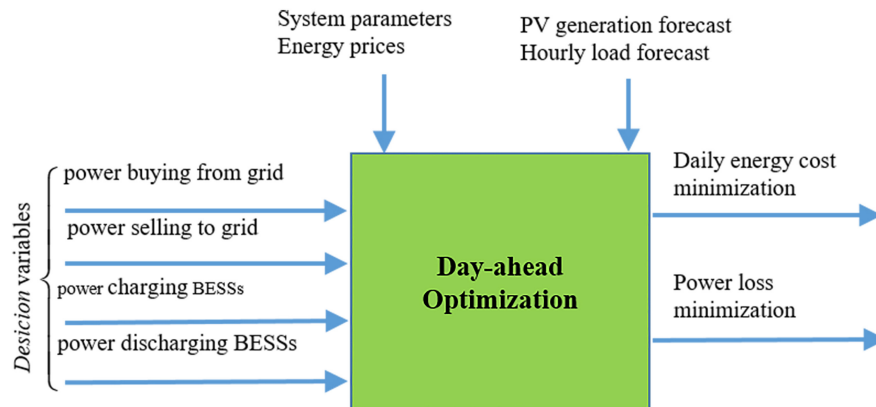 System parameters
Energy prices
PV generation forecast
Hourly load forecast
Desicion variables
power buying from grid
power selling to grid
power charging BESSs
power discharging BESSs
Day-ahead
Optimization
Daily energy cost
minimization
Power loss
minimization